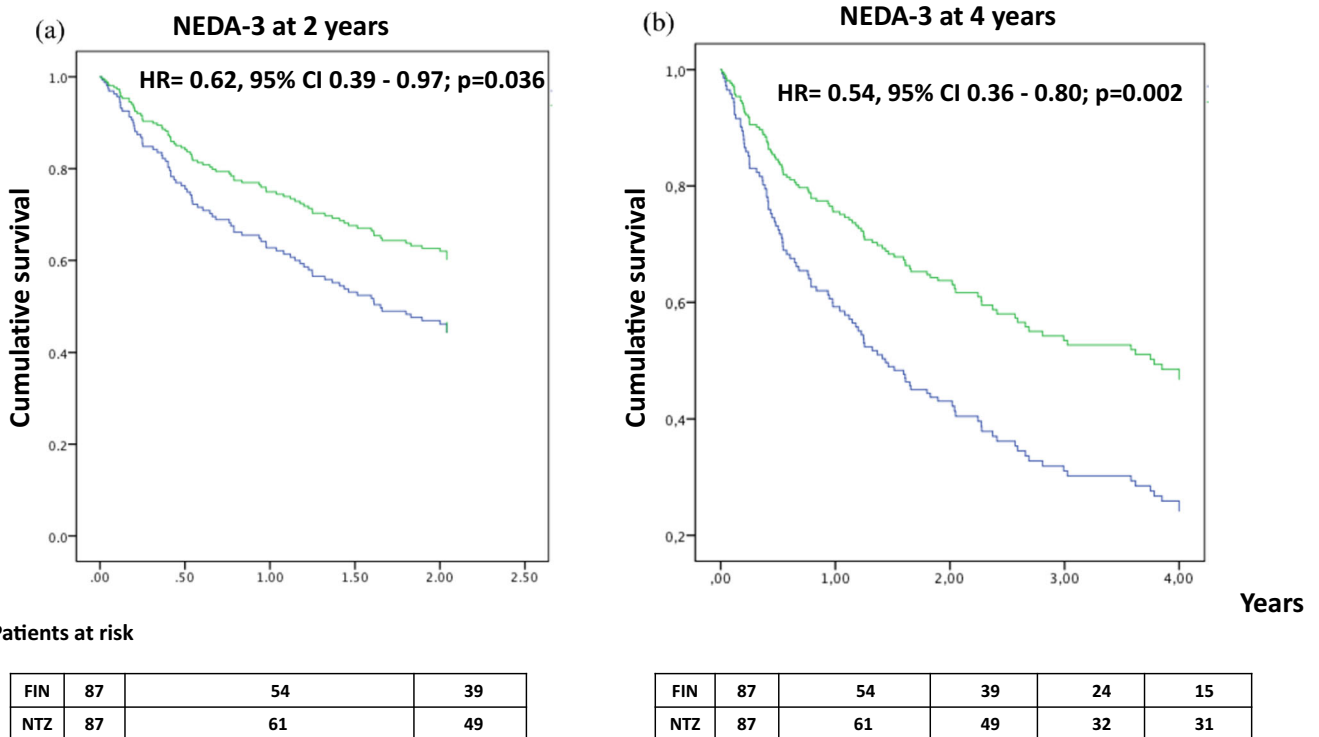 (a)
NEDA-3 at 2 years
HR= 0.62, 95% CI 0.39 - 0.97; p=0.036
Cumulative survival
1.0
0.8
0.6
0.4
0.2
0.0
.00 .50 1.00 1.50 2.00 2.50
(b)
NEDA-3 at 4 years
HR= 0.54, 95% CI 0.36 - 0.80; p=0.002
Cumulative survival
1,0
0,8
0,6
0,4
0,2
,00 1,00 2,00 3,00 4,00
Years
Patients at risk
FIN 87 54 39
NTZ 87 61 49
FIN 87 54 39 24 15
NTZ 87 61 49 32 31